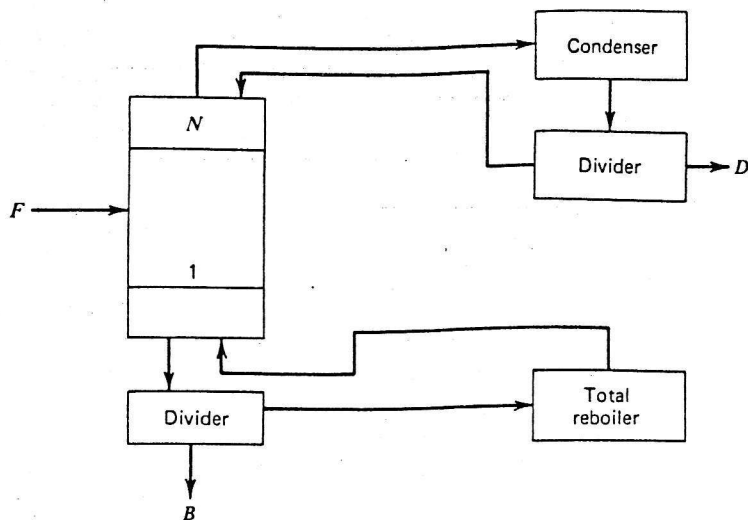 Condenser
N
Divider
D
F
1
Total
reboiler
Divider
B